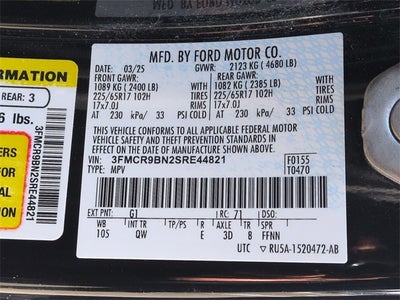 MFD. BY FORD MOTOR CO.
DATE: 03/25
GVWR: 2123 KG ( 4680 LB)
FRONT GAWR:
REAR GAWR:
1089 KG ( 2400 LB)
1082 KG ( 2385 LB)
225/65R17 102H
225/65R17 102H
17x7.0J
17x7.0J
AT 230 kPa/ 33 PSI COLD
AT 230 kPa/ 33 PSI COLD
THIS VEHICLE CONFORMS TO ALL APPLICABLE FEDERAL MOTOR
VEHICLE SAFETY AND THEFT PREVENTION STANDARDS IN
EFFECT ON THE DATE OF MANUFACTURE SHOWN ABOVE.
VIN: 3FMCR9BN2SRE44821
TYPE: MPV
F0155
T0470
EXT PNT: G1
RC: 71
WB INT TR TP/PS R AXLE TR SPR
105 QW E 3D 8 FFNN
UTC RU5A-1520472-AB
FORMATION
REAR: 3
6 lbs.
3FMCR9BN2SRE44821